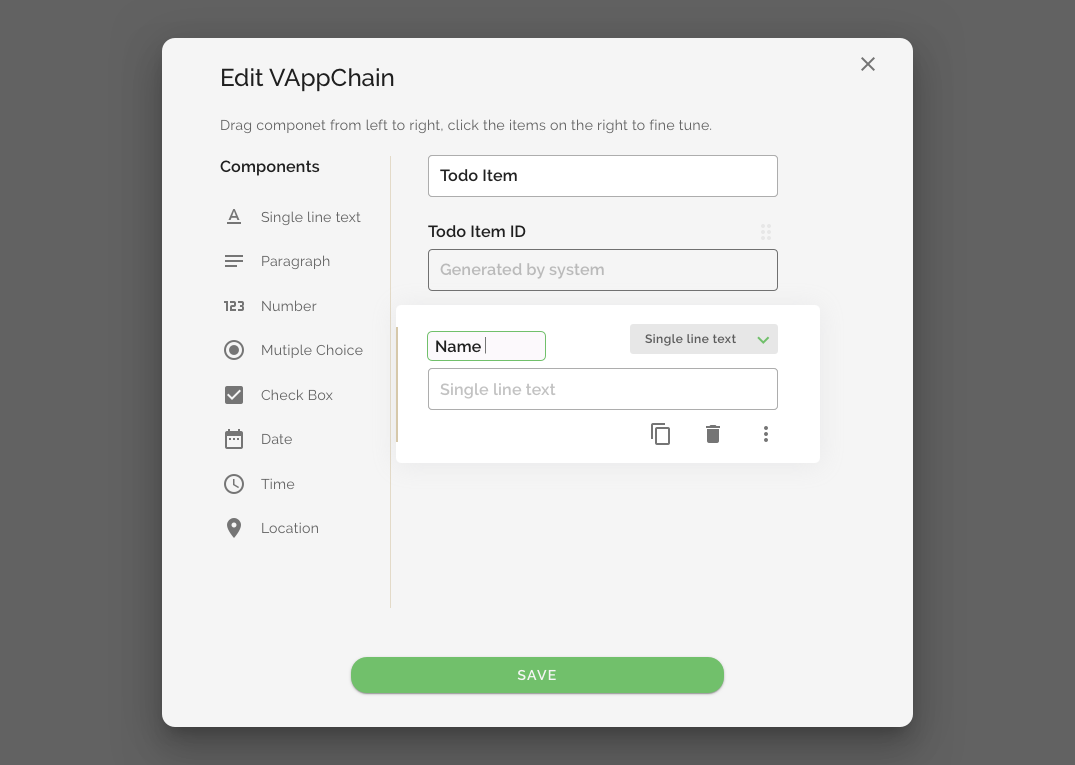 Edit VAppChain
Drag componet from left to right, click the items on the right to fine tune.
Components
Single line text
Paragraph
123 Number
Mutiple Choice
Check Box
Date
Time
Location
Todo Item
Todo Item ID
Generated by system
Name
Single line text
Single line text
SAVE